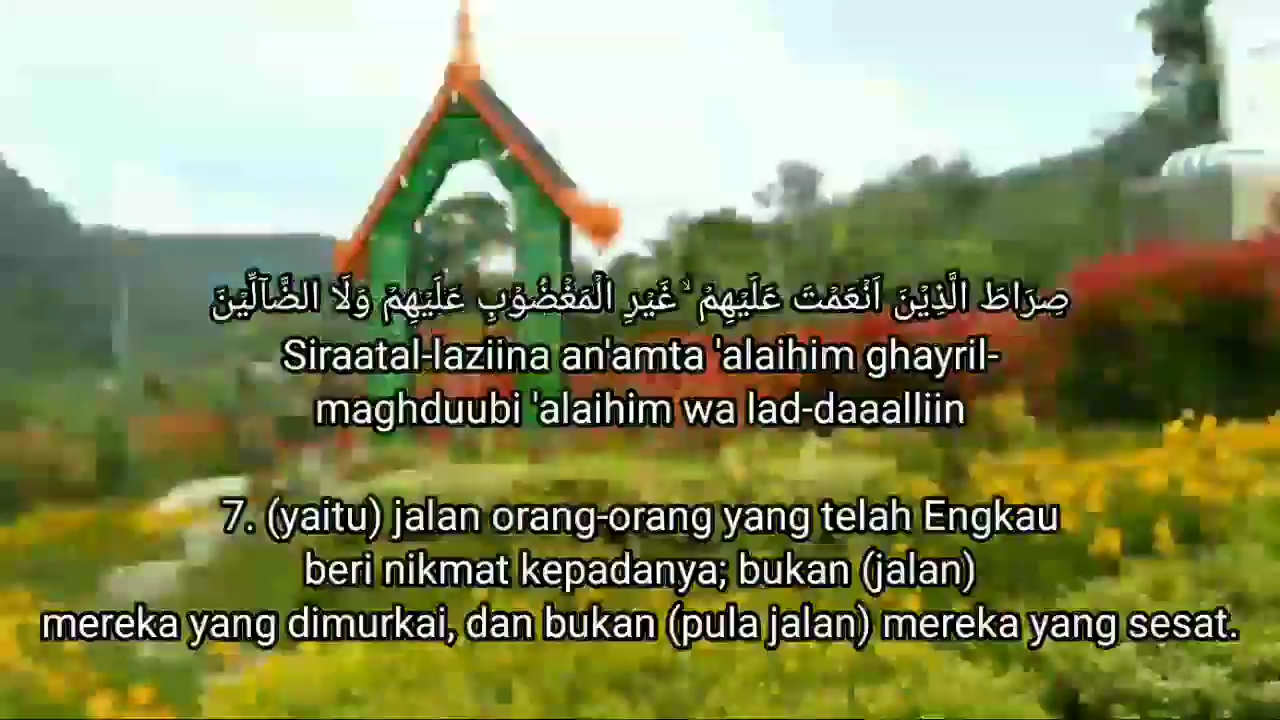 صِرَاطَ الَّذِيْنَ اَنْعَمْتَ عَلَيْهِمْ ۙ غَيْرِ الْمَغْضُوْبِ عَلَيْهِمْ وَلَا الضَّاۤلِّيْنَ
Siraatal-laziina an'amta 'alaihim ghayril-
maghduubi 'alaihim wa lad-daaalliin
7. (yaitu) jalan orang-orang yang telah Engkau
beri nikmat kepadanya; bukan (jalan)
mereka yang dimurkai, dan bukan (pula jalan) mereka yang sesat.